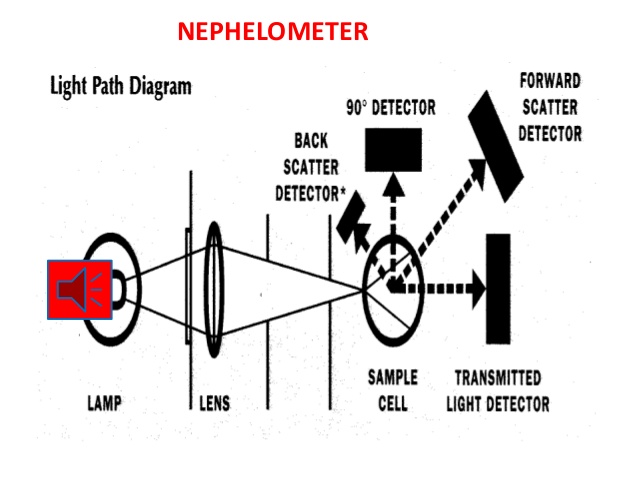 NEPHELOMETER
Light Path Diagram
FORWARD
SCATTER
DETECTOR
90° DETECTOR
BACK
SCATTER
DETECTOR*
LAMP
LENS
SAMPLE
CELL
TRANSMITTED
LIGHT DETECTOR